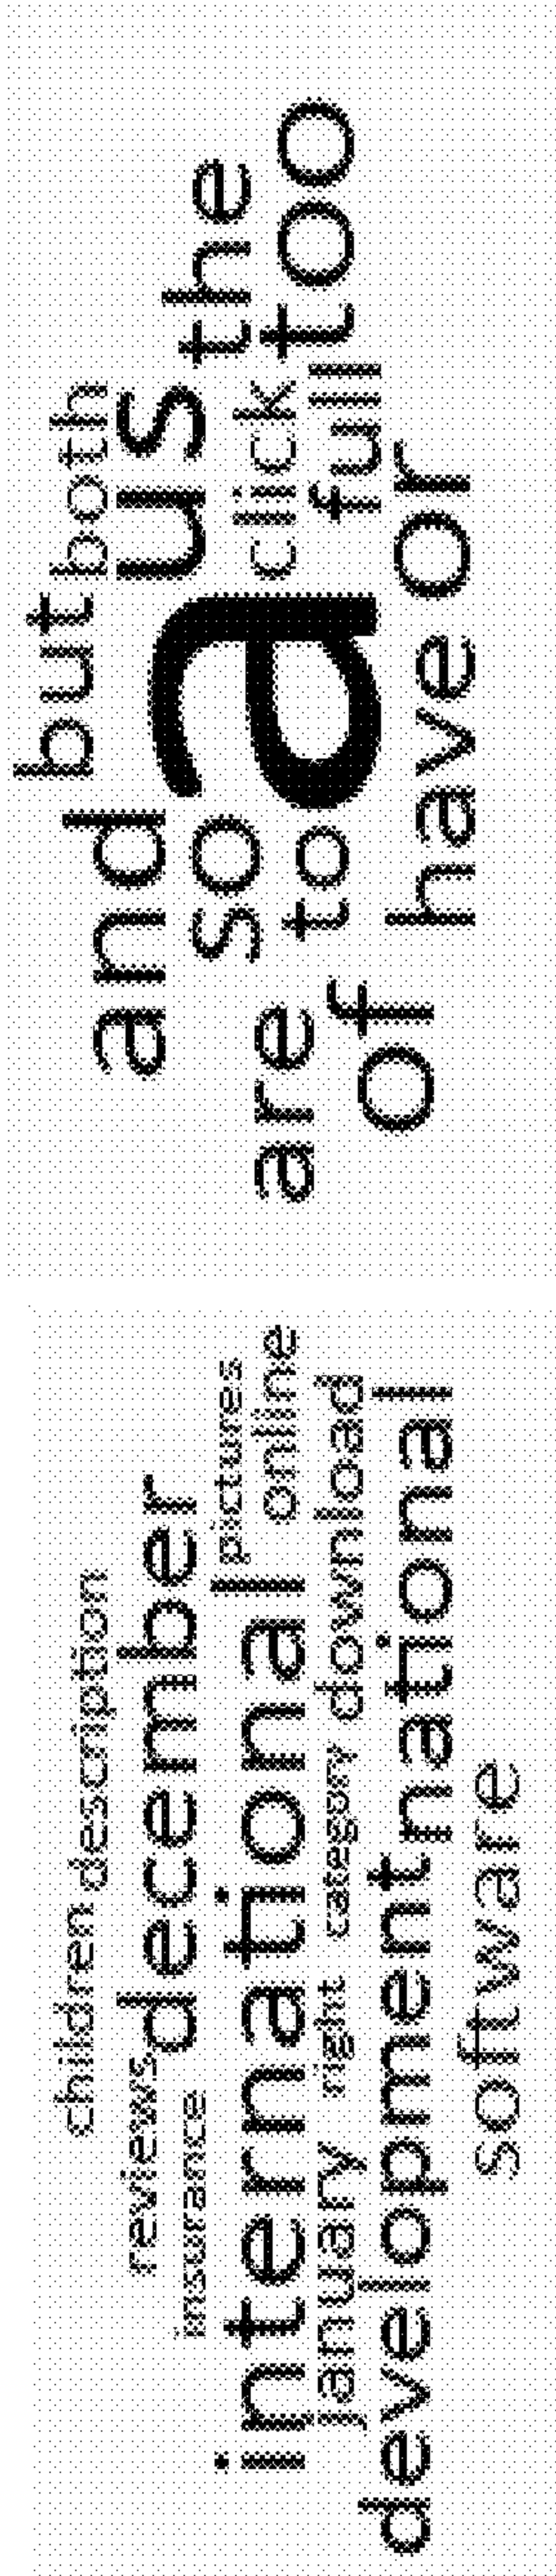 but both
and us the
so click
a
are to full too
of have or
children description
reviews december
insurance pictures
international online
january right category download
development national
software